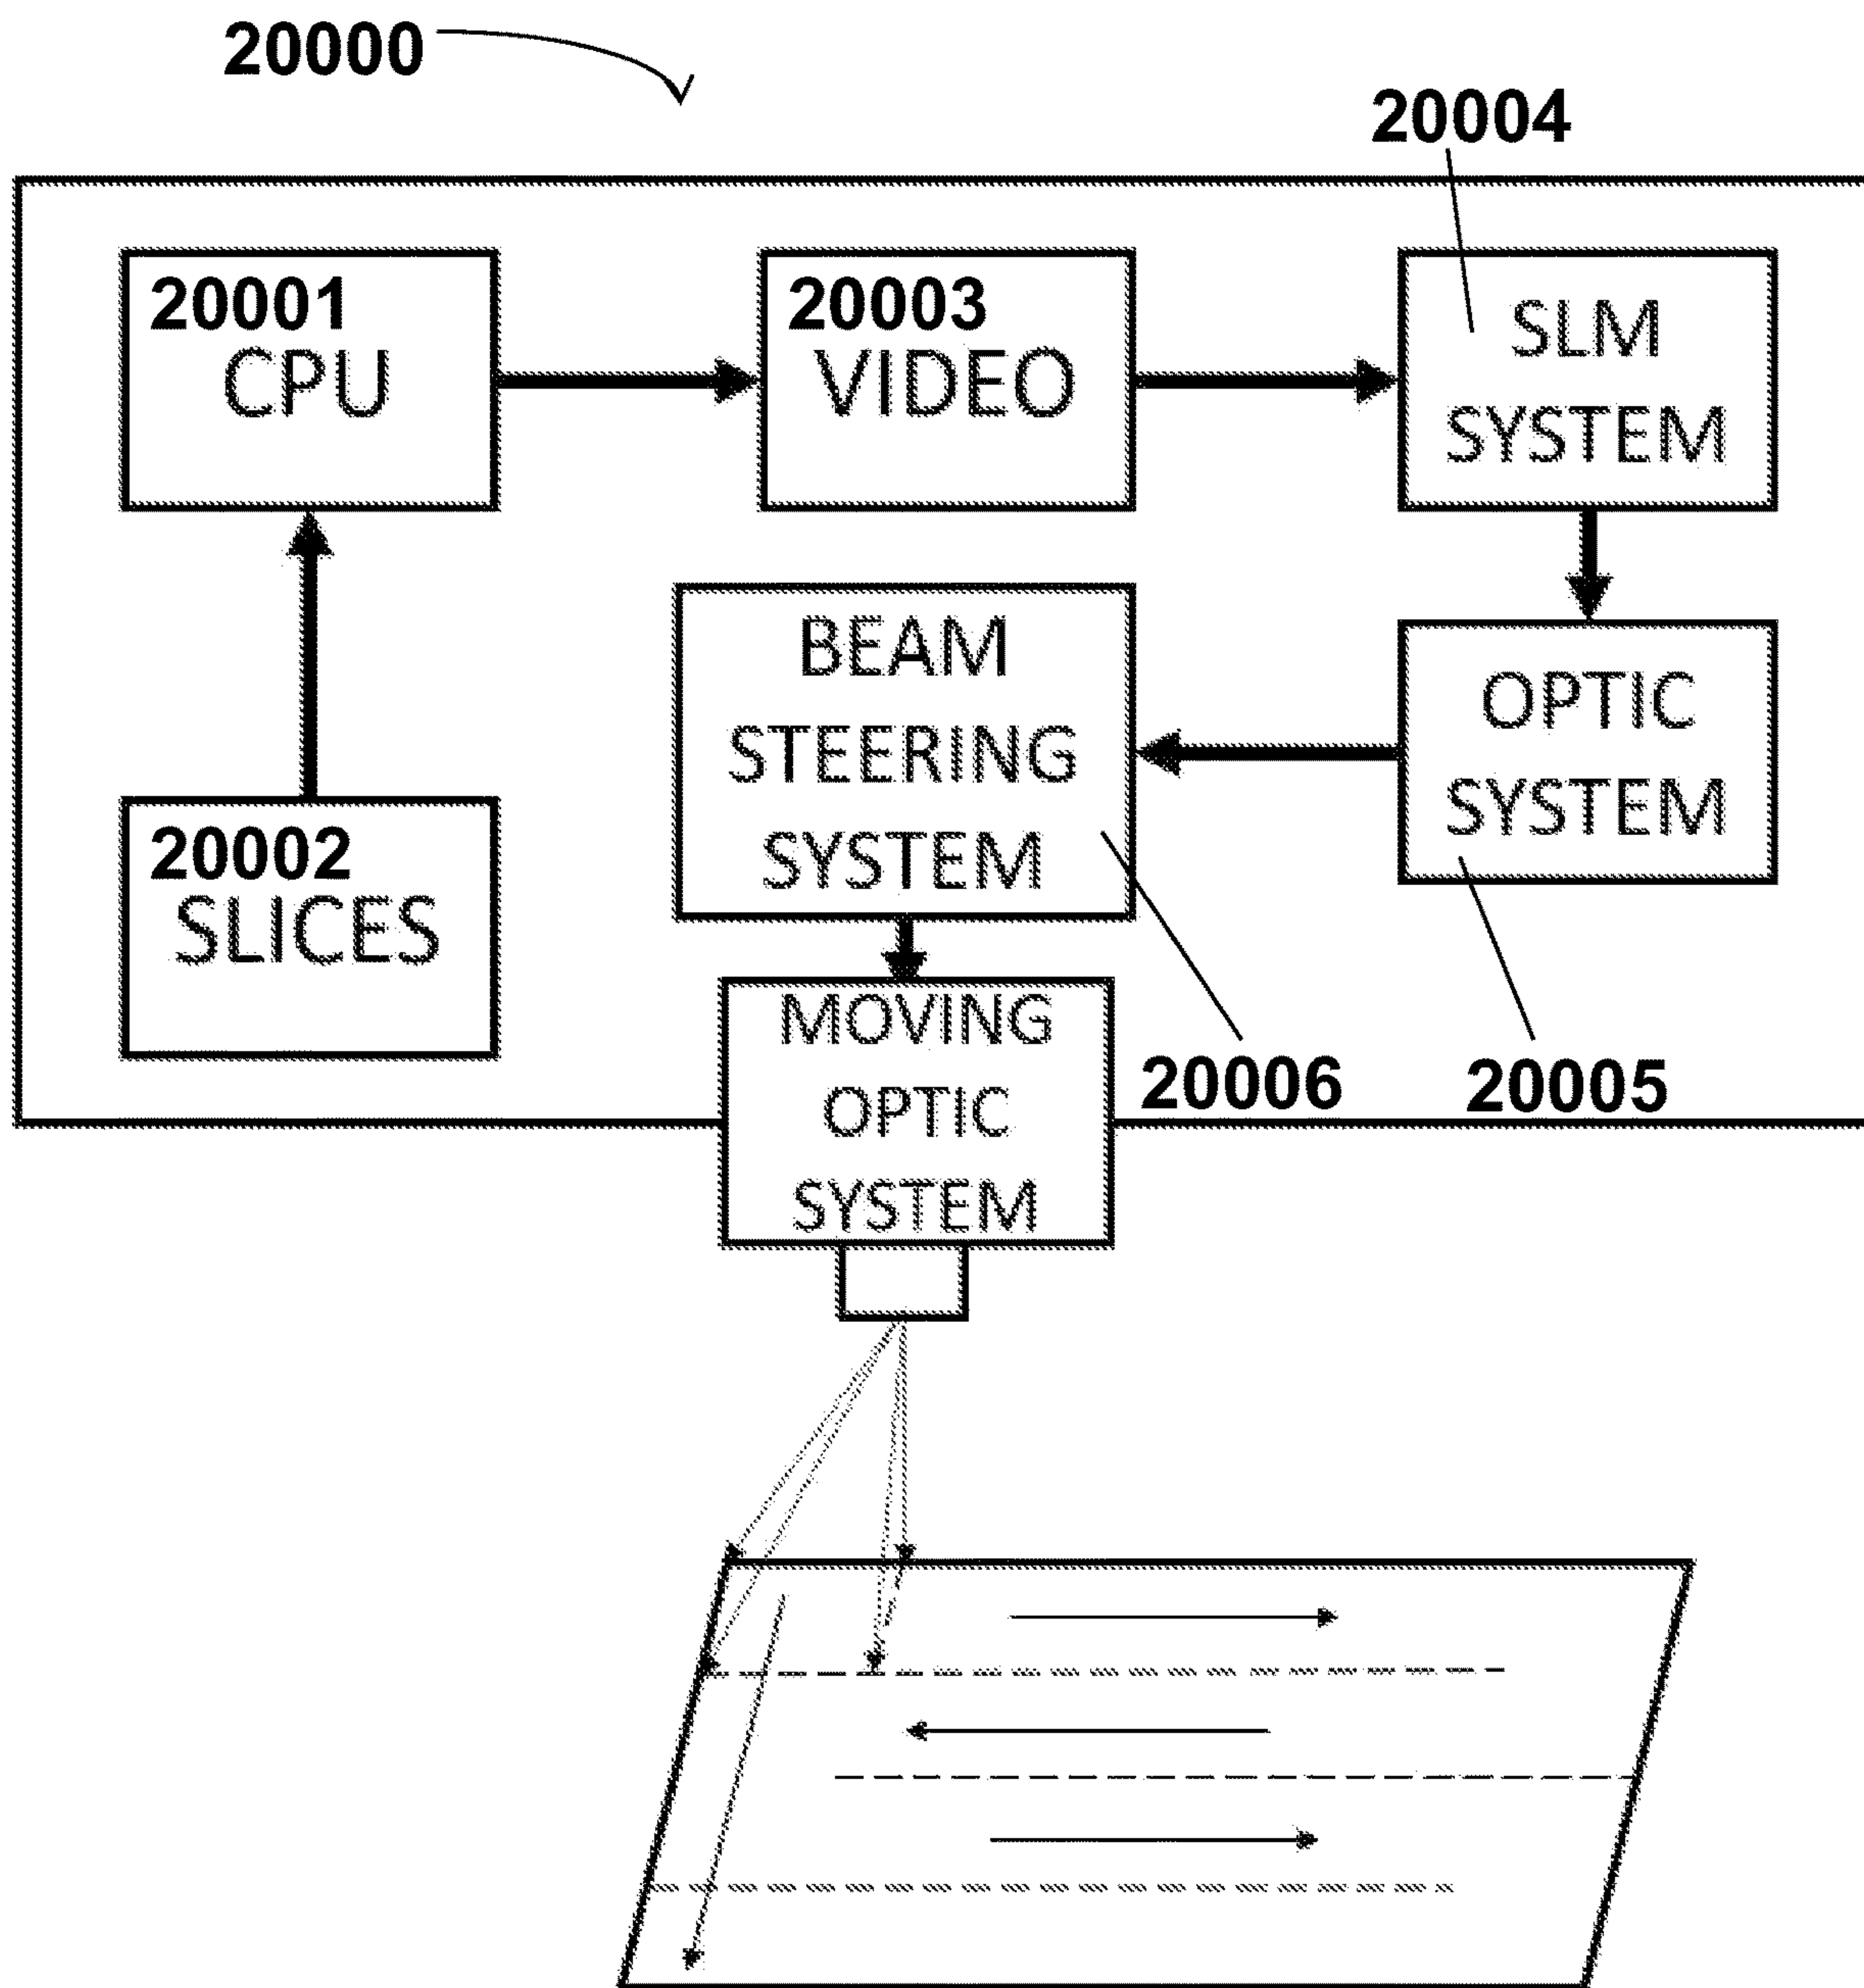 20000
20004
20001
CPU
20003
VIDEO
SLM
SYSTEM
BEAM
STEERING
SYSTEM
OPTIC
SYSTEM
20002
SLICES
MOVING
OPTIC
SYSTEM
20006
20005